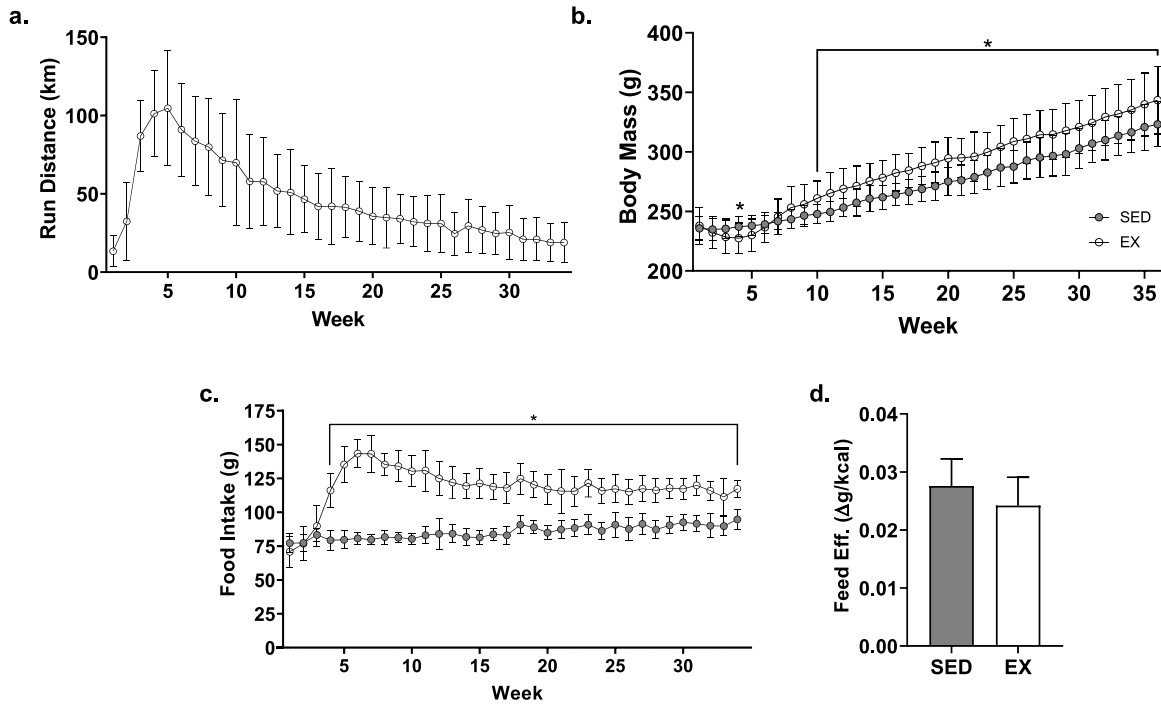 a.
Run Distance (km)
150
100
50
0
5 10 15 20 25 30
Week
b.
Body Mass (g)
400
350
300
250
200
*
*
SED
EX
5 10 15 20 25 30 35
Week
c.
Food Intake (g)
175
150
125
100
75
50
25
0
*
5 10 15 20 25 30
Week
d.
Feed Eff. (Δg/kcal)
0.04
0.03
0.02
0.01
0.00
SED EX